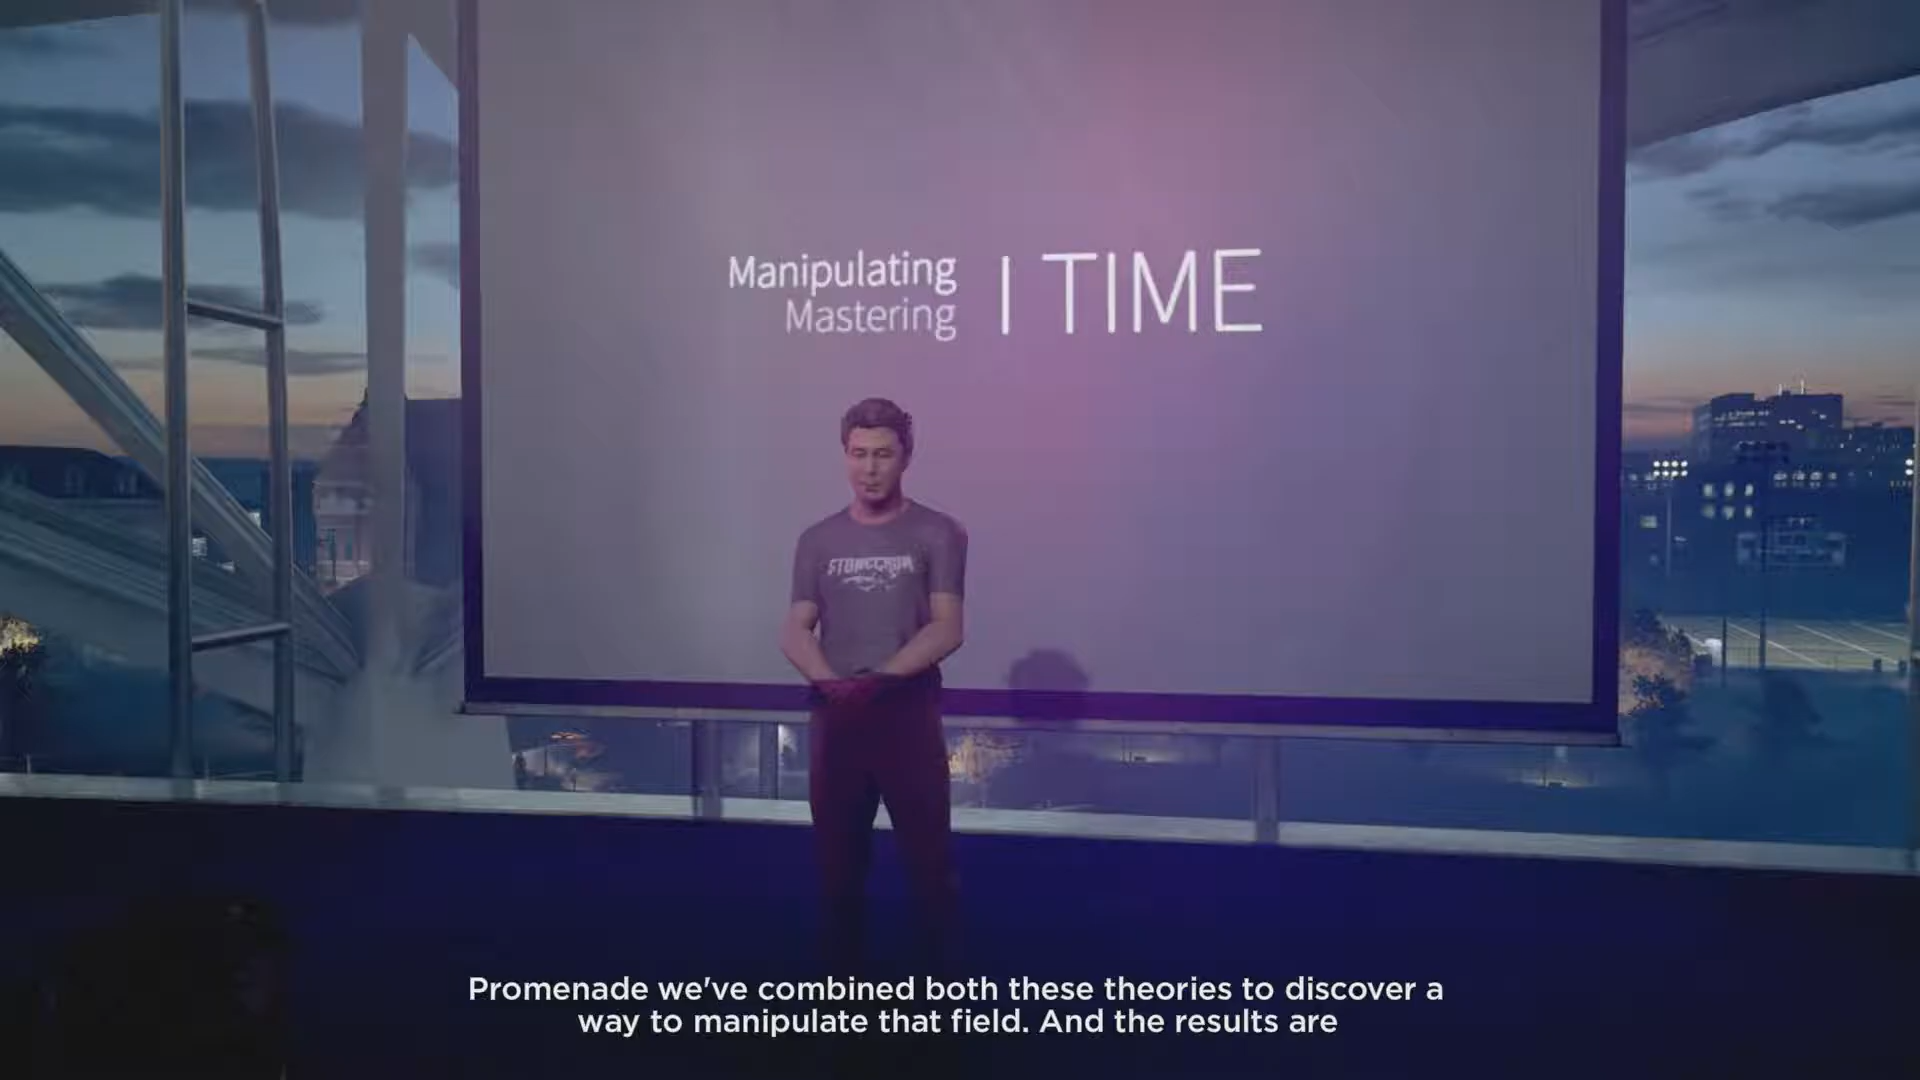 Manipulating
Mastering
| TIME
Promenade we've combined both these theories to discover a
way to manipulate that field. And the results are